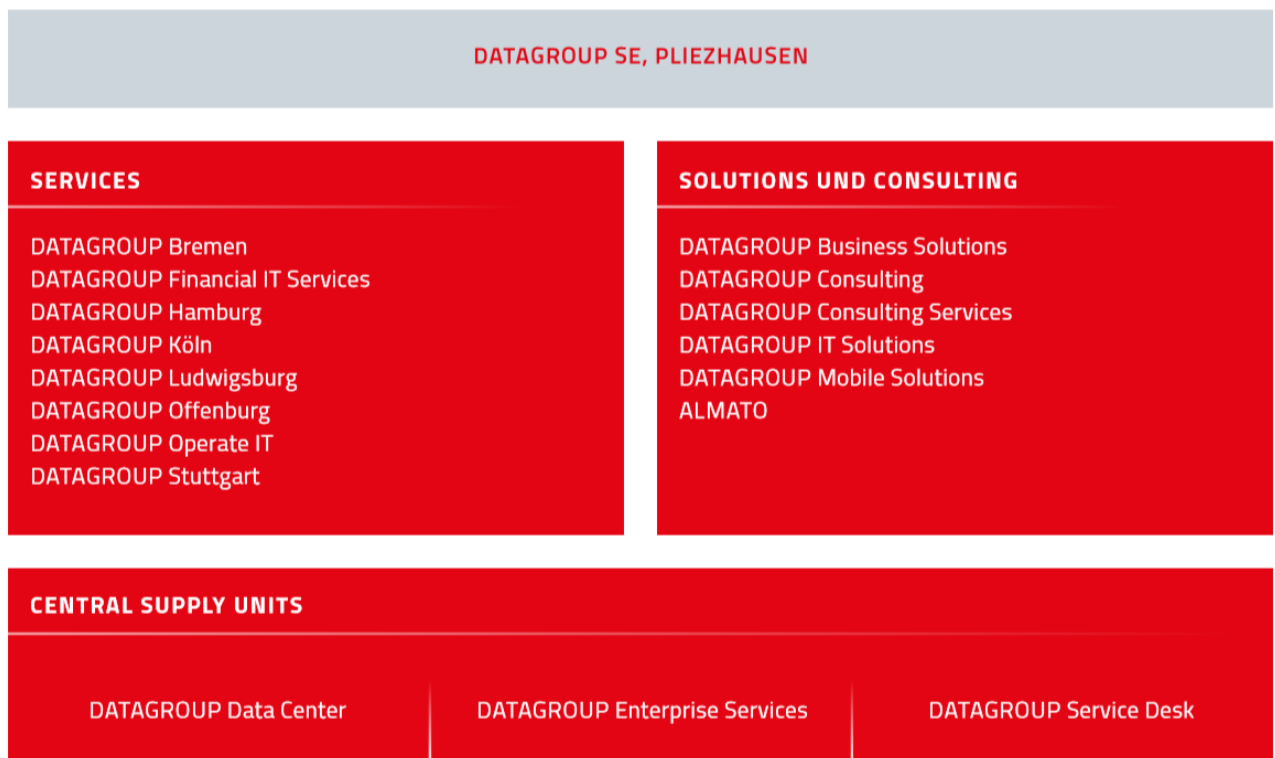 DATAGROUP SE, PLIEZHAUSEN
SERVICES
DATAGROUP Bremen
DATAGROUP Financial IT Services
DATAGROUP Hamburg
DATAGROUP Köln
DATAGROUP Ludwigsburg
DATAGROUP Offenburg
DATAGROUP Operate IT
DATAGROUP Stuttgart
SOLUTIONS UND CONSULTING
DATAGROUP Business Solutions
DATAGROUP Consulting
DATAGROUP Consulting Services
DATAGROUP IT Solutions
DATAGROUP Mobile Solutions
ALMATO
CENTRAL SUPPLY UNITS
DATAGROUP Data Center
DATAGROUP Enterprise Services
DATAGROUP Service Desk